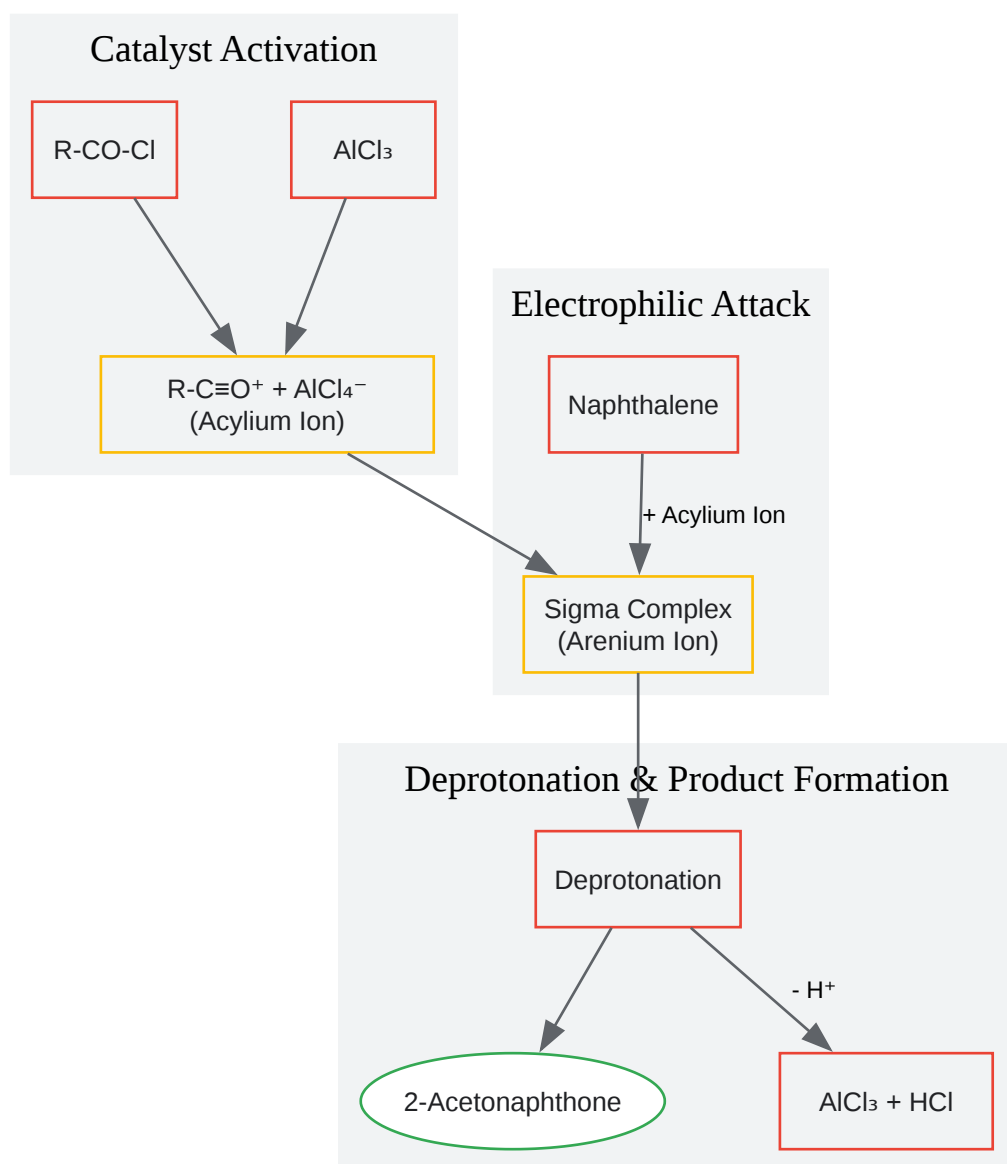 Catalyst Activation
R-CO-Cl
AlCl₃
R-C≡O⁺ + AlCl₄⁻
(Acylium Ion)
Electrophilic Attack
Naphthalene
+ Acylium Ion
Sigma Complex
(Arenium Ion)
Deprotonation & Product Formation
Deprotonation
- H⁺
2-Acetonaphthone
AlCl₃ + HCl